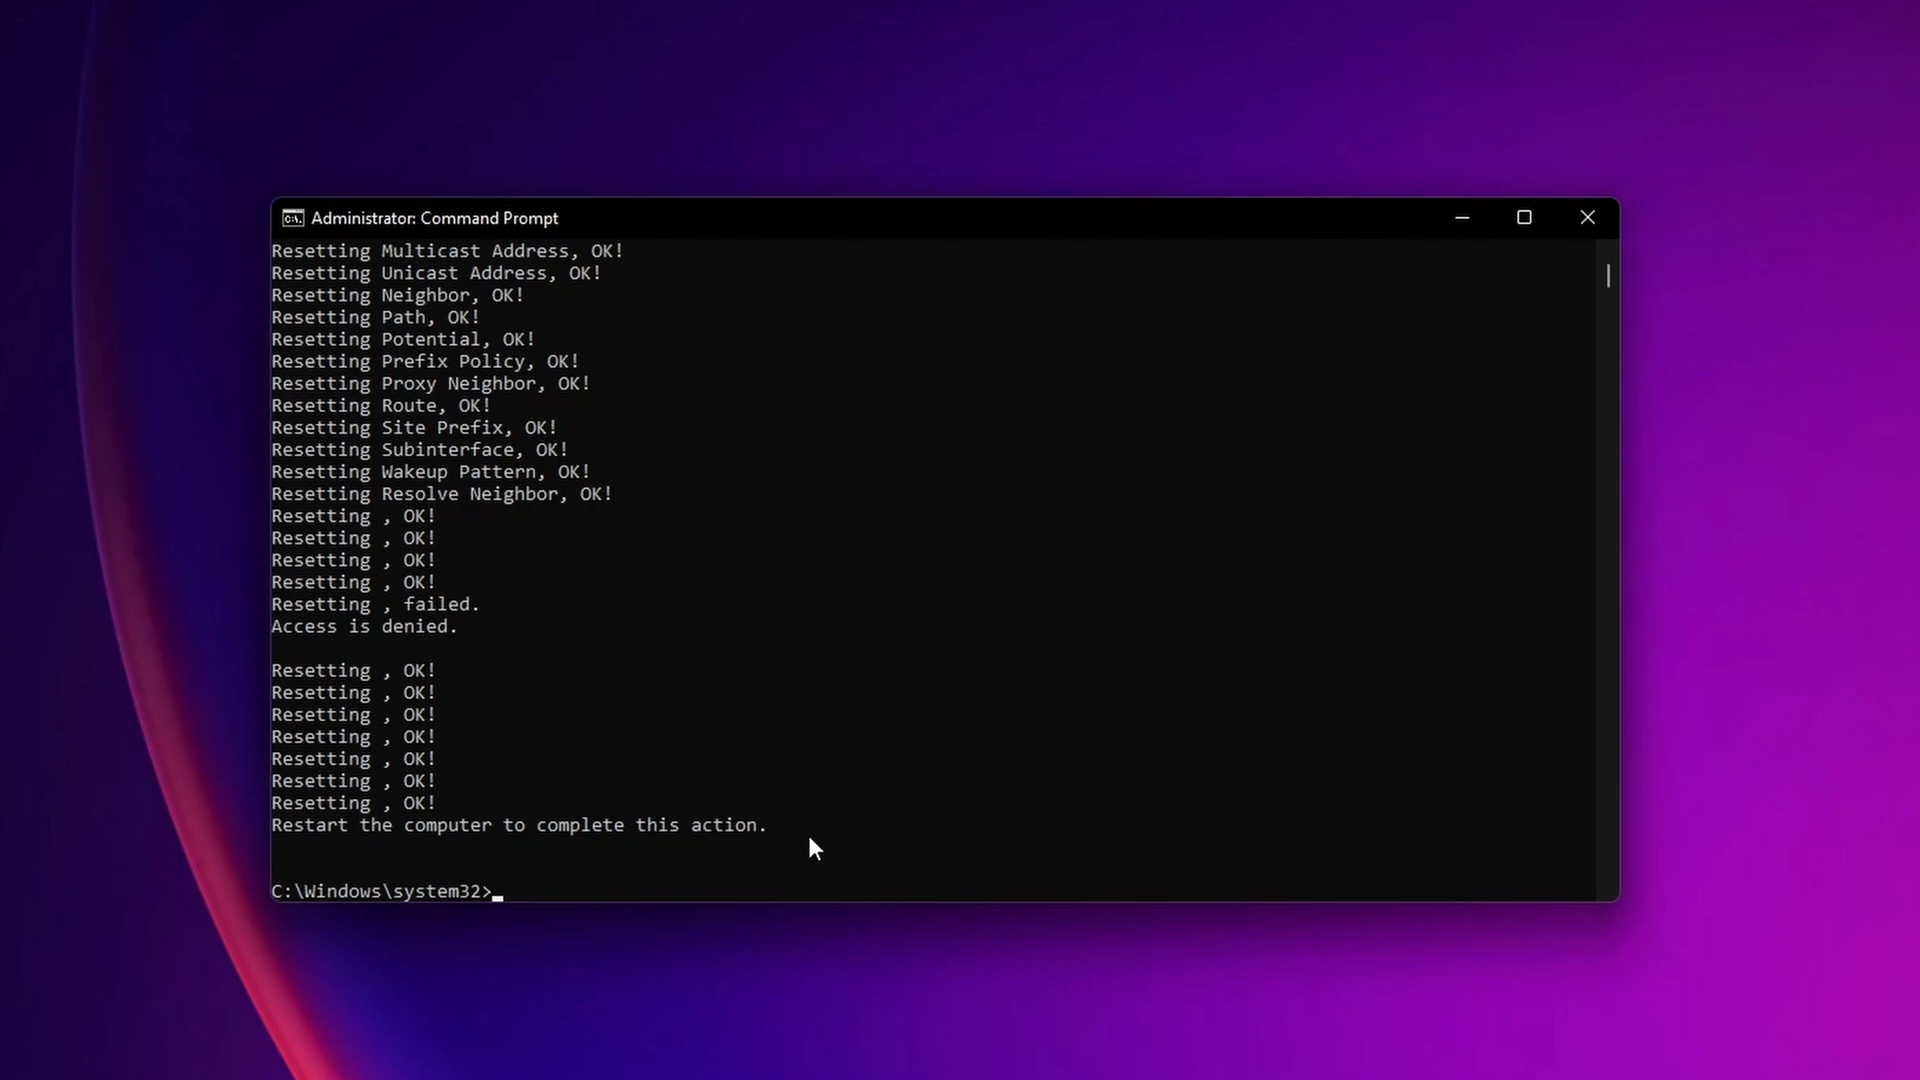 Administrator: Command Prompt
Resetting Multicast Address, OK!
Resetting Unicast Address, OK!
Resetting Neighbor, OK!
Resetting Path, OK!
Resetting Potential, OK!
Resetting Prefix Policy, OK!
Resetting Proxy Neighbor, OK!
Resetting Route, OK!
Resetting Site Prefix, OK!
Resetting Subinterface, OK!
Resetting Wakeup Pattern, OK!
Resetting Resolve Neighbor, OK!
Resetting , OK!
Resetting , OK!
Resetting , OK!
Resetting , OK!
Resetting , failed.
Access is denied.
Resetting , OK!
Resetting , OK!
Resetting , OK!
Resetting , OK!
Resetting , OK!
Resetting , OK!
Resetting , OK!
Restart the computer to complete this action.
C:\Windows\system32>